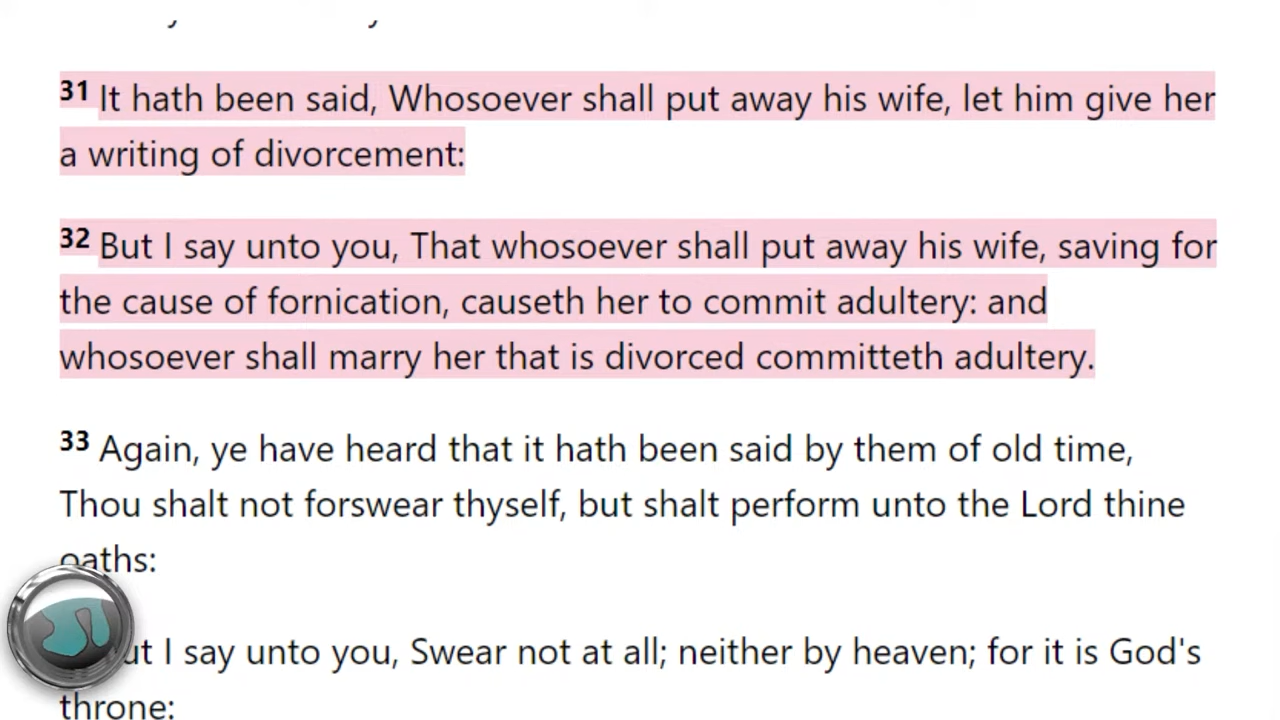 31 It hath been said, Whosoever shall put away his wife, let him give her
a writing of divorcement:
32 But I say unto you, That whosoever shall put away his wife, saving for
the cause of fornication, causeth her to commit adultery: and
whosoever shall marry her that is divorced committeth adultery.
33 Again, ye have heard that it hath been said by them of old time,
Thou shalt not forswear thyself, but shalt perform unto the Lord thine
oaths:
ut I say unto you, Swear not at all; neither by heaven; for it is God's
throne: